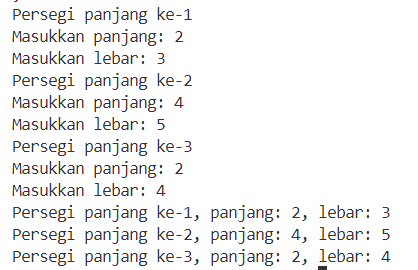 Persegi panjang ke-1
Masukkan panjang: 2
Masukkan lebar: 3
Persegi panjang ke-2
Masukkan panjang: 4
Masukkan lebar: 5
Persegi panjang ke-3
Masukkan panjang: 2
Masukkan lebar: 4
Persegi panjang ke-1, panjang: 2, lebar: 3
Persegi panjang ke-2, panjang: 4, lebar: 5
Persegi panjang ke-3, panjang: 2, lebar: 4